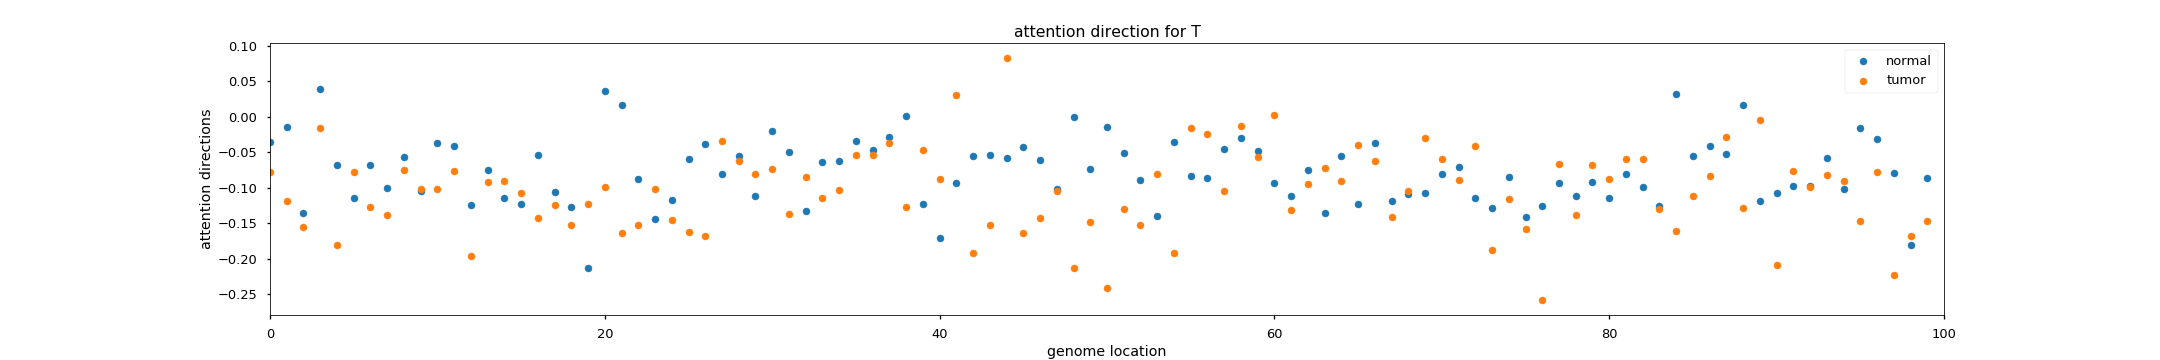 attention direction for T
0.10
0.05
0.00
−0.05
−0.10
−0.15
−0.20
−0.25
attention directions
normal
tumor
0 20 40 60 80 100
genome location